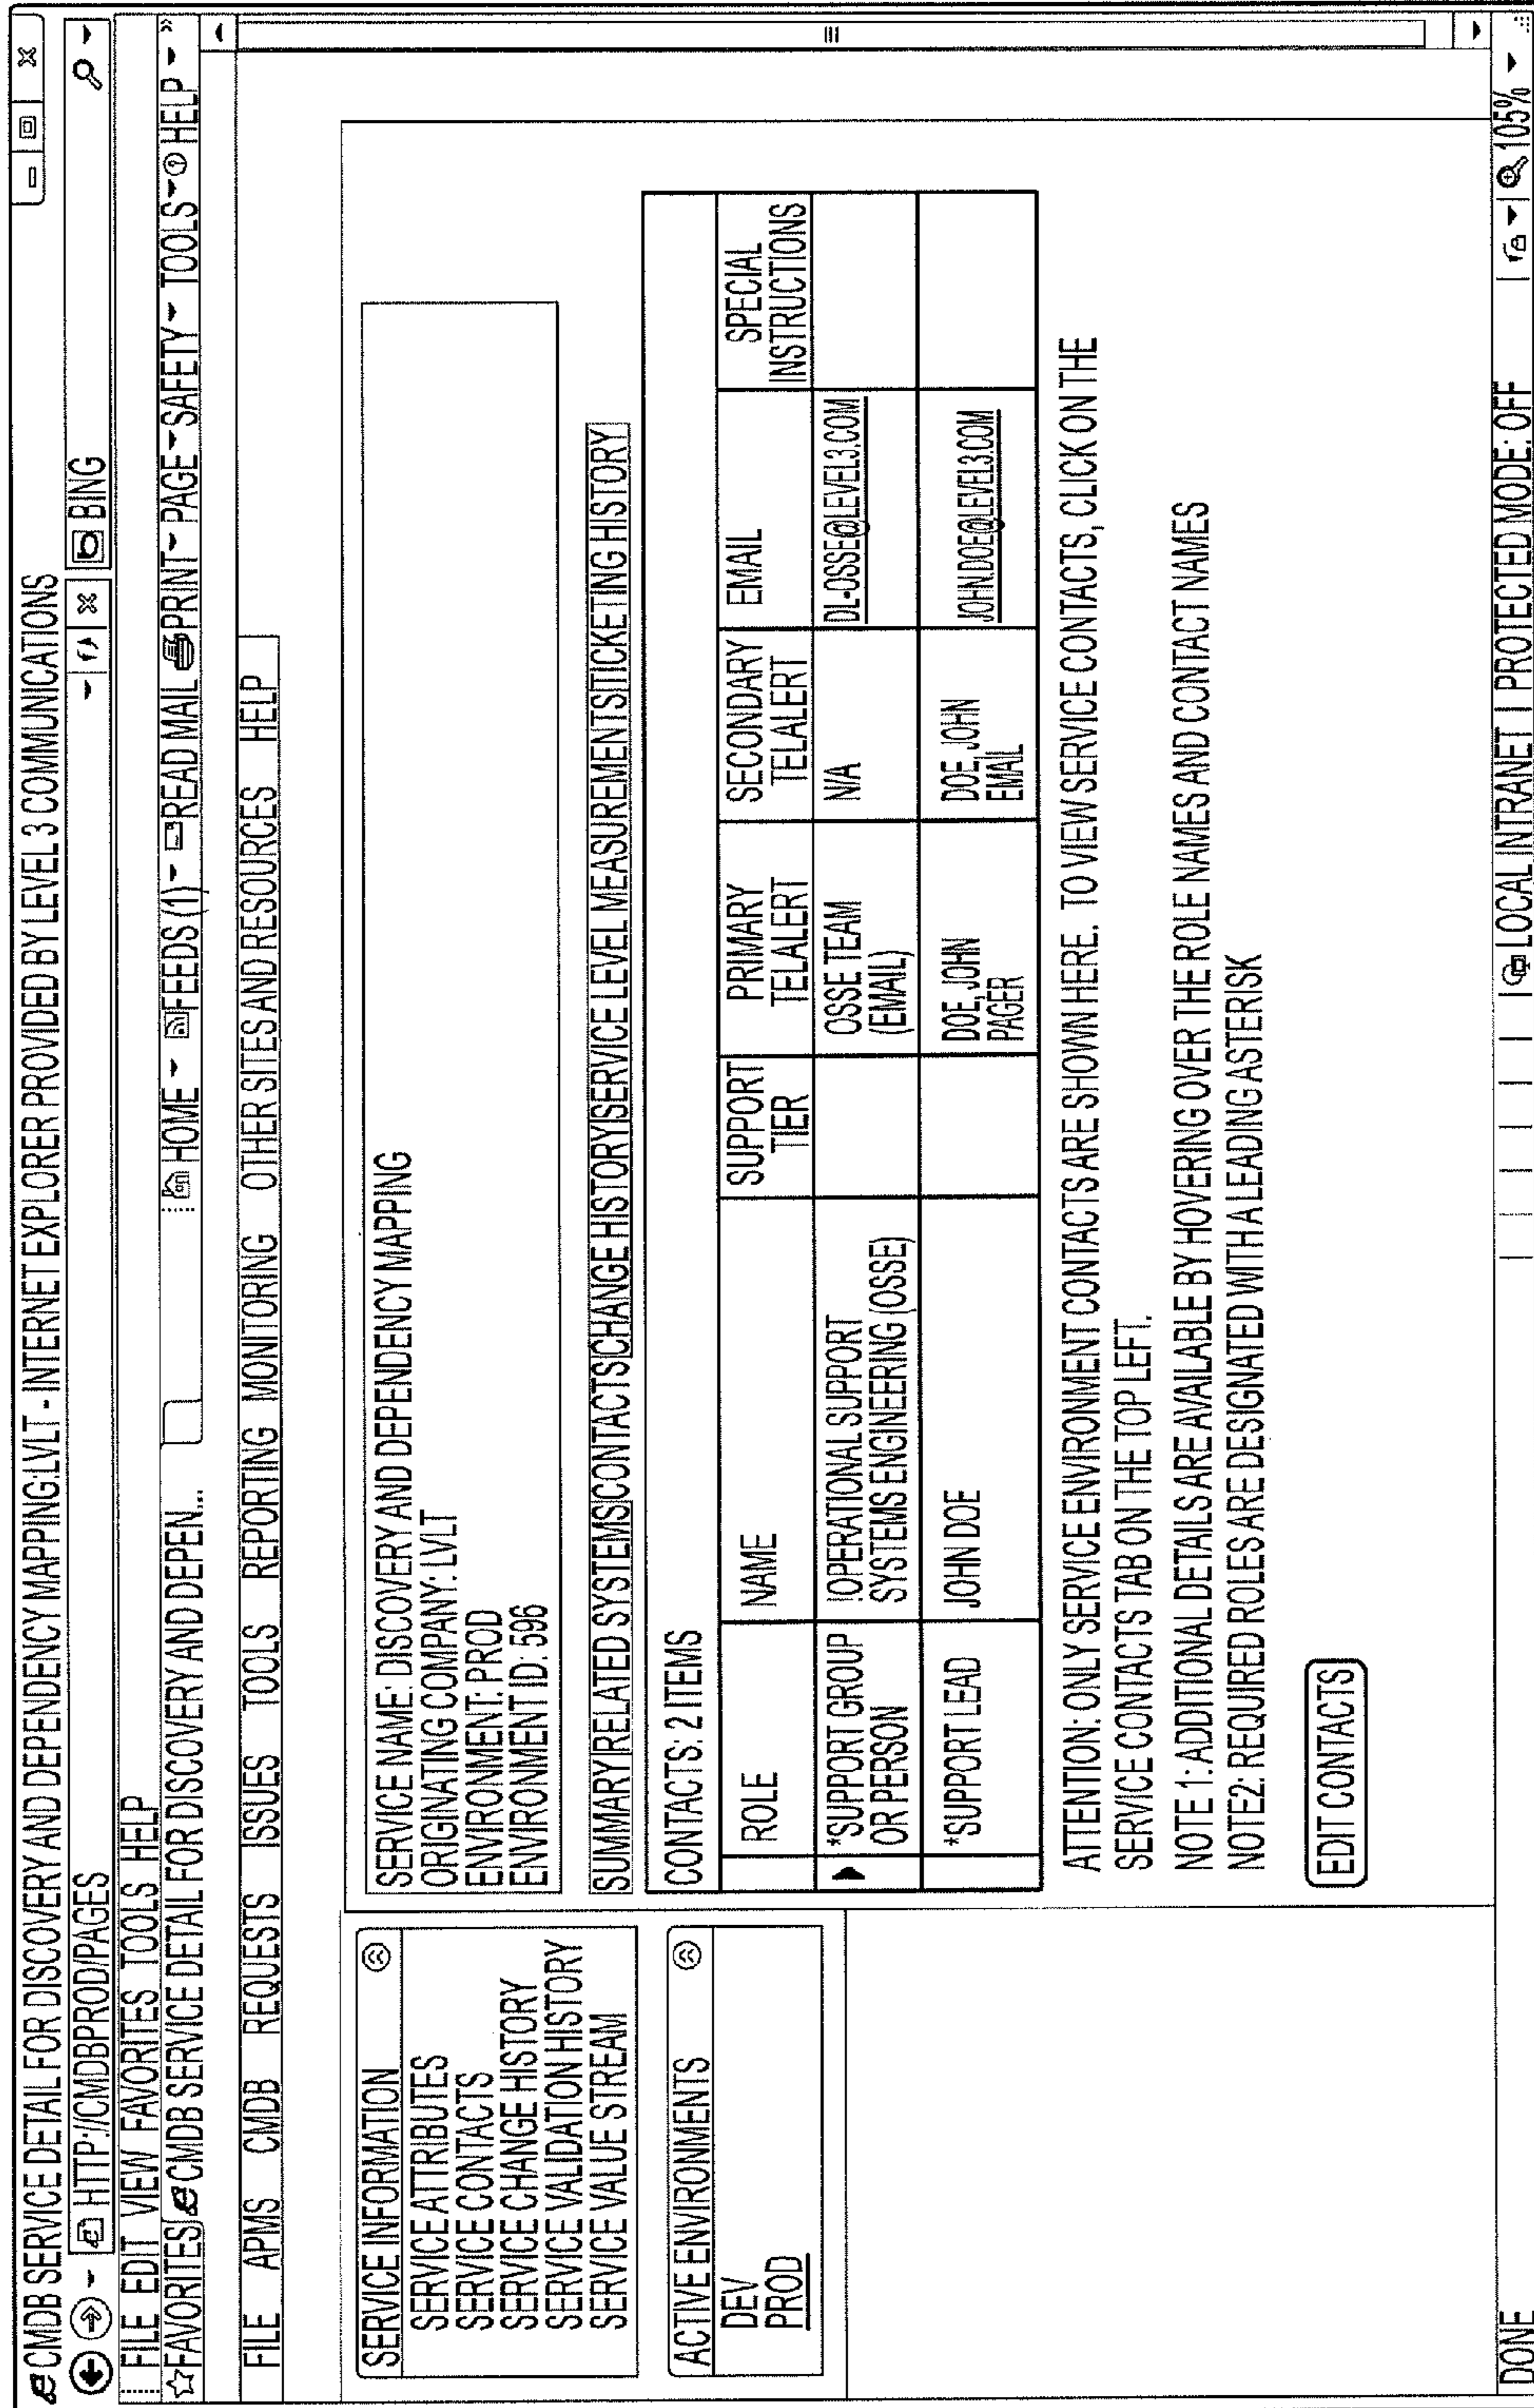 CMDB SERVICE DETAIL FOR DISCOVERY AND DEPENDENCY MAPPING:LVLT - INTERNET EXPLORER PROVIDED BY LEVEL 3 COMMUNICATIONS
HTTP://CMDBPROD/PAGES
BING
FILE EDIT VIEW FAVORITES TOOLS HELP
FAVORITES CMDB SERVICE DETAIL FOR DISCOVERY AND DEPEN...
HOME FEEDS (1) READ MAIL PRINT PAGE SAFETY TOOLS HELP
FILE APMS CMDB REQUESTS ISSUES TOOLS REPORTING MONITORING OTHER SITES AND RESOURCES HELP
SERVICE INFORMATION
SERVICE ATTRIBUTES
SERVICE CONTACTS
SERVICE CHANGE HISTORY
SERVICE VALIDATION HISTORY
SERVICE VALUE STREAM
ACTIVE ENVIRONMENTS
DEV
PROD
SERVICE NAME: DISCOVERY AND DEPENDENCY MAPPING
ORIGINATING COMPANY: LVLT
ENVIRONMENT: PROD
ENVIRONMENT ID: 596
SUMMARY|RELATED SYSTEMS|CONTACTS|CHANGE HISTORY|SERVICE LEVEL MEASUREMENTS|TICKETING HISTORY
CONTACTS: 2 ITEMS
ROLE
NAME
SUPPORT
TIER
PRIMARY
TELALERT
SECONDARY
TELALERT
EMAIL
SPECIAL
INSTRUCTIONS
*SUPPORT GROUP
OR PERSON
!OPERATIONAL SUPPORT
SYSTEMS ENGINEERING (OSSE)
OSSE TEAM
(EMAIL)
N/A
DL-OSSE@LEVEL3.COM
*SUPPORT LEAD
JOHN DOE
DOE, JOHN
PAGER
DOE, JOHN
EMAIL
JOHN.DOE@LEVEL3.COM
ATTENTION: ONLY SERVICE ENVIRONMENT CONTACTS ARE SHOWN HERE. TO VIEW SERVICE CONTACTS, CLICK ON THE
SERVICE CONTACTS TAB ON THE TOP LEFT.
NOTE 1: ADDITIONAL DETAILS ARE AVAILABLE BY HOVERING OVER THE ROLE NAMES AND CONTACT NAMES
NOTE2: REQUIRED ROLES ARE DESIGNATED WITH A LEADING ASTERISK
EDIT CONTACTS
DONE
LOCAL INTRANET | PROTECTED MODE: OFF
105%